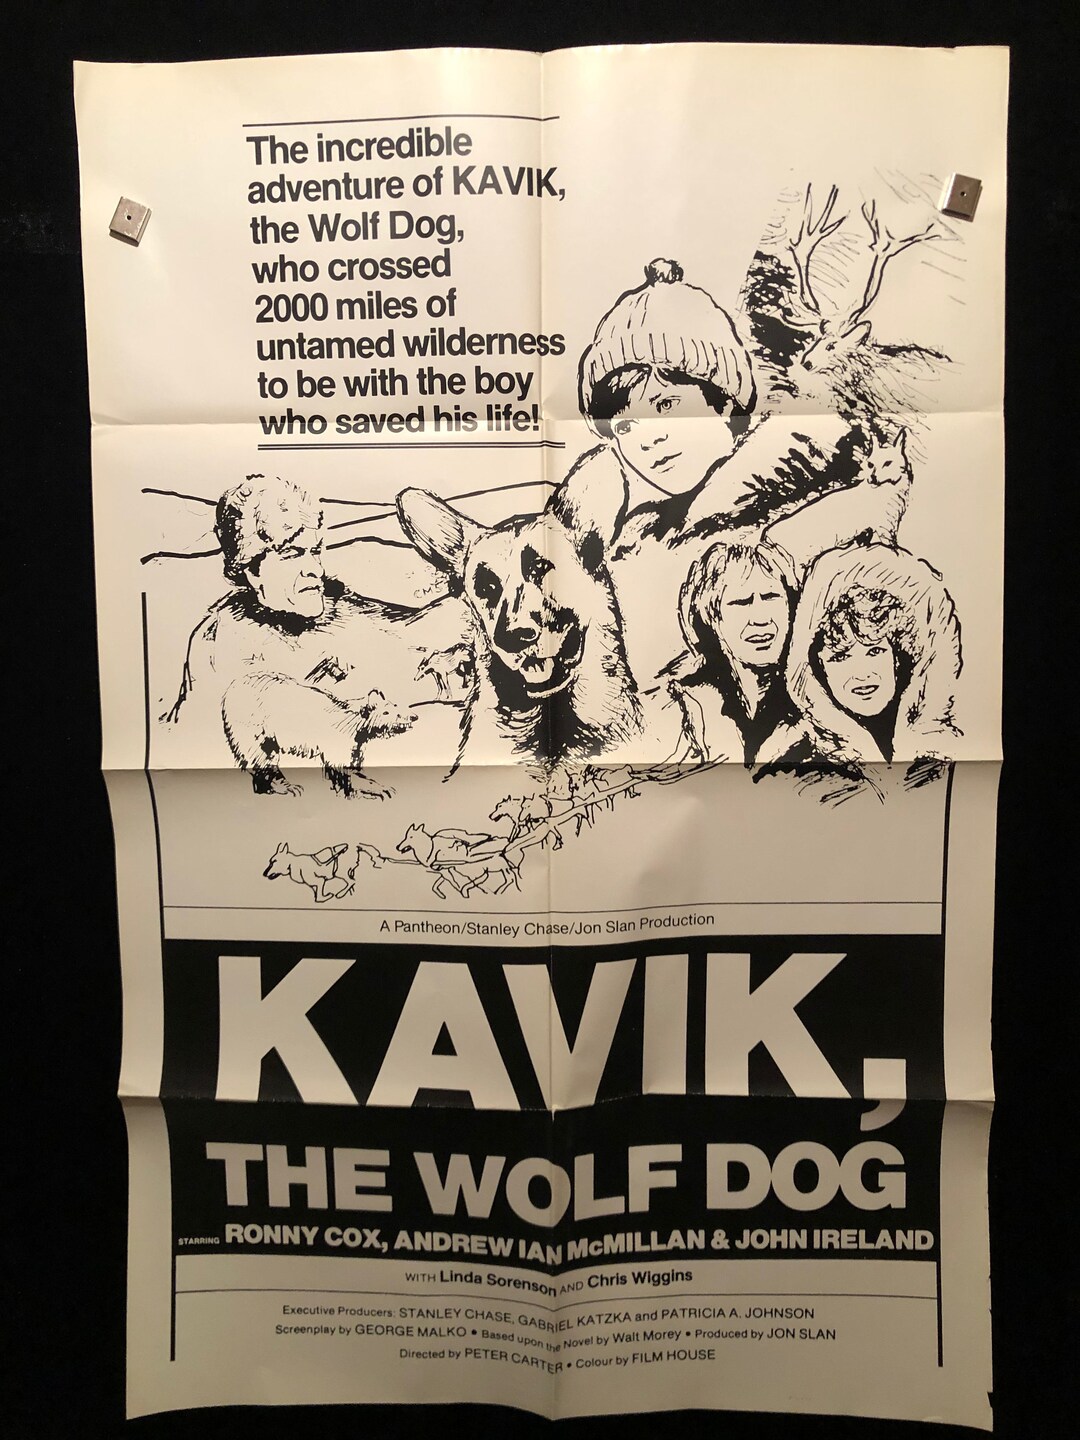 The incredible
adventure of KAVIK,
the Wolf Dog,
who crossed
2000 miles of
untamed wilderness
to be with the boy
who saved his life!
CMS
A Pantheon/Stanley Chase/Jon Slan Production
KAVIK,
THE WOLF DOG
STARRING RONNY COX, ANDREW IAN McMILLAN & JOHN IRELAND
WITH Linda Sorenson AND Chris Wiggins
Executive Producers: STANLEY CHASE, GABRIEL KATZKA and PATRICIA A. JOHNSON
Screenplay by GEORGE MALKO • Based upon the Novel by Walt Morey • Produced by JON SLAN
Directed by PETER CARTER • Colour by FILM HOUSE